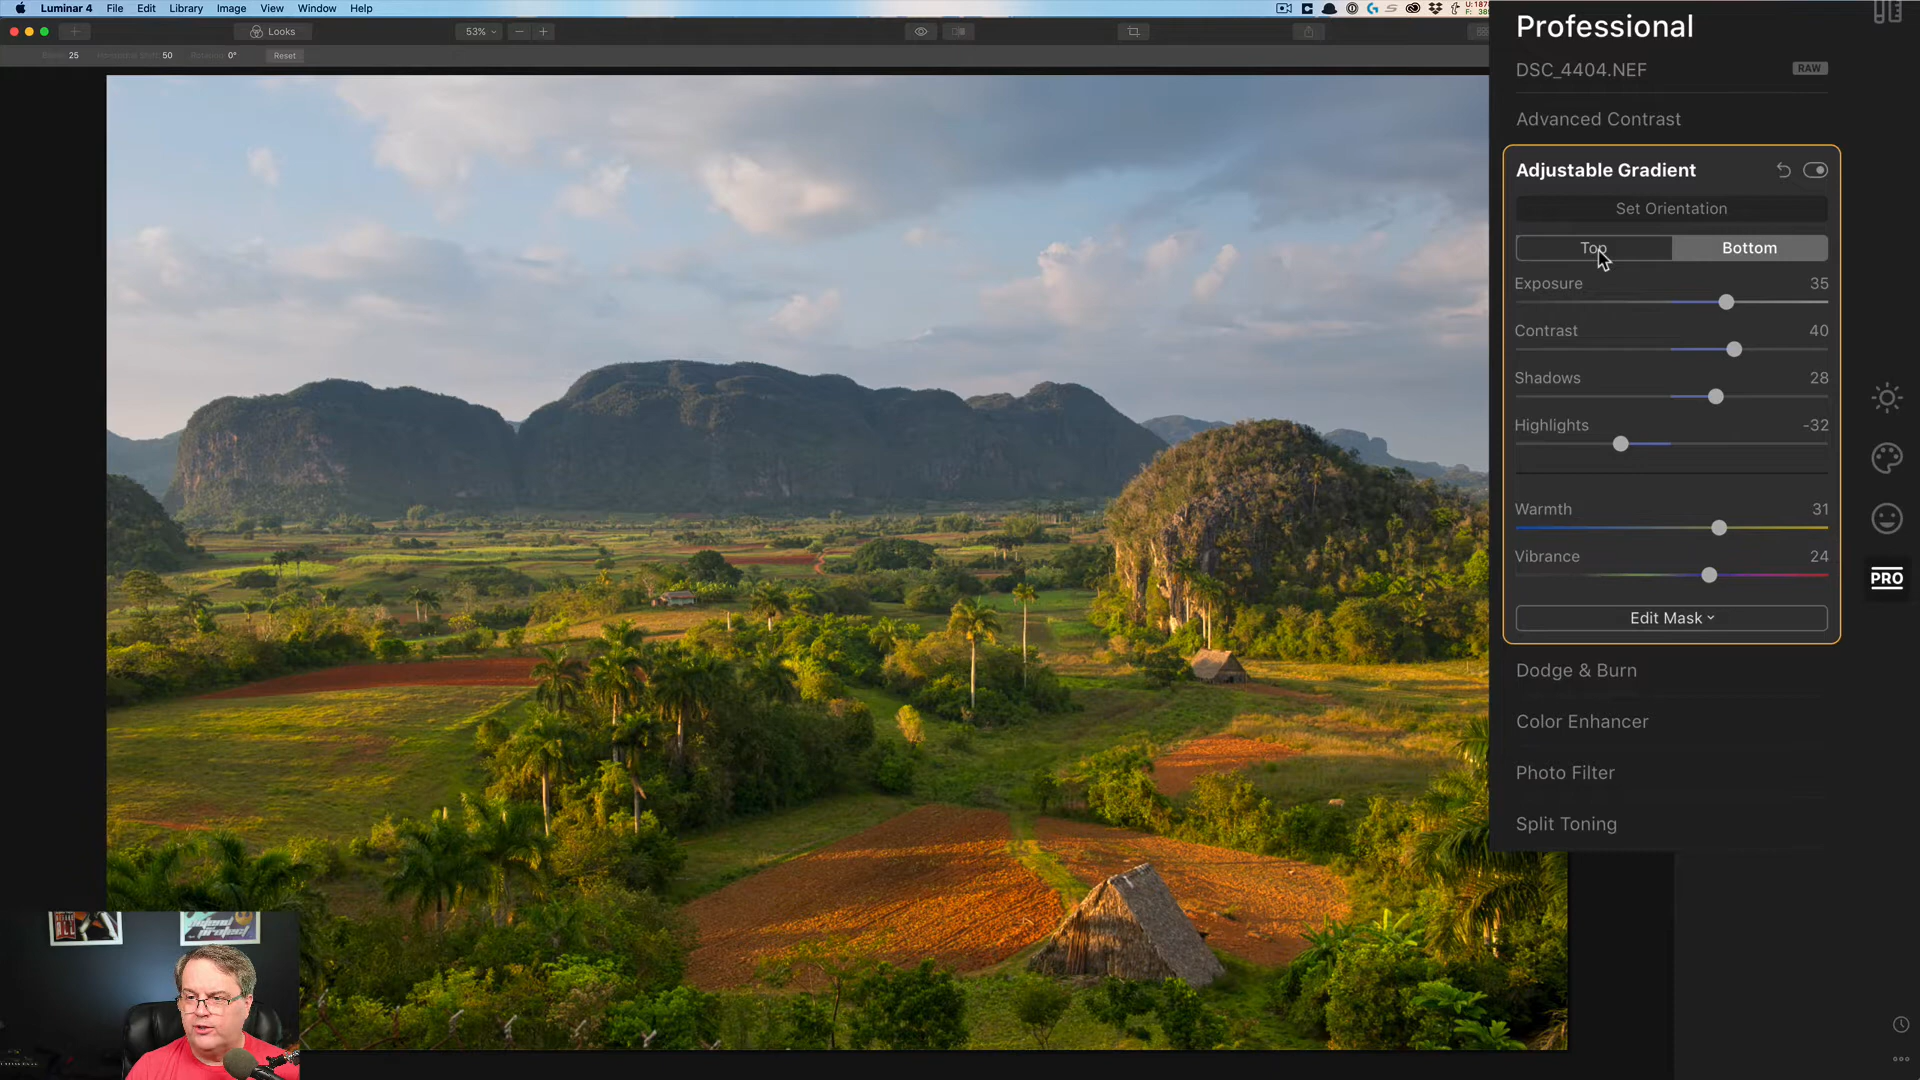 Luminar 4 File Edit Library Image View Window Help
Looks
53%
25 50 0° Reset
Professional
DSC_4404.NEF RAW
Advanced Contrast
Adjustable Gradient
Set Orientation
Top Bottom
Exposure 35
Contrast 40
Shadows 28
Highlights -32
Warmth 31
Vibrance 24
Edit Mask
PRO
Dodge & Burn
Color Enhancer
Photo Filter
Split Toning
ALL
protect